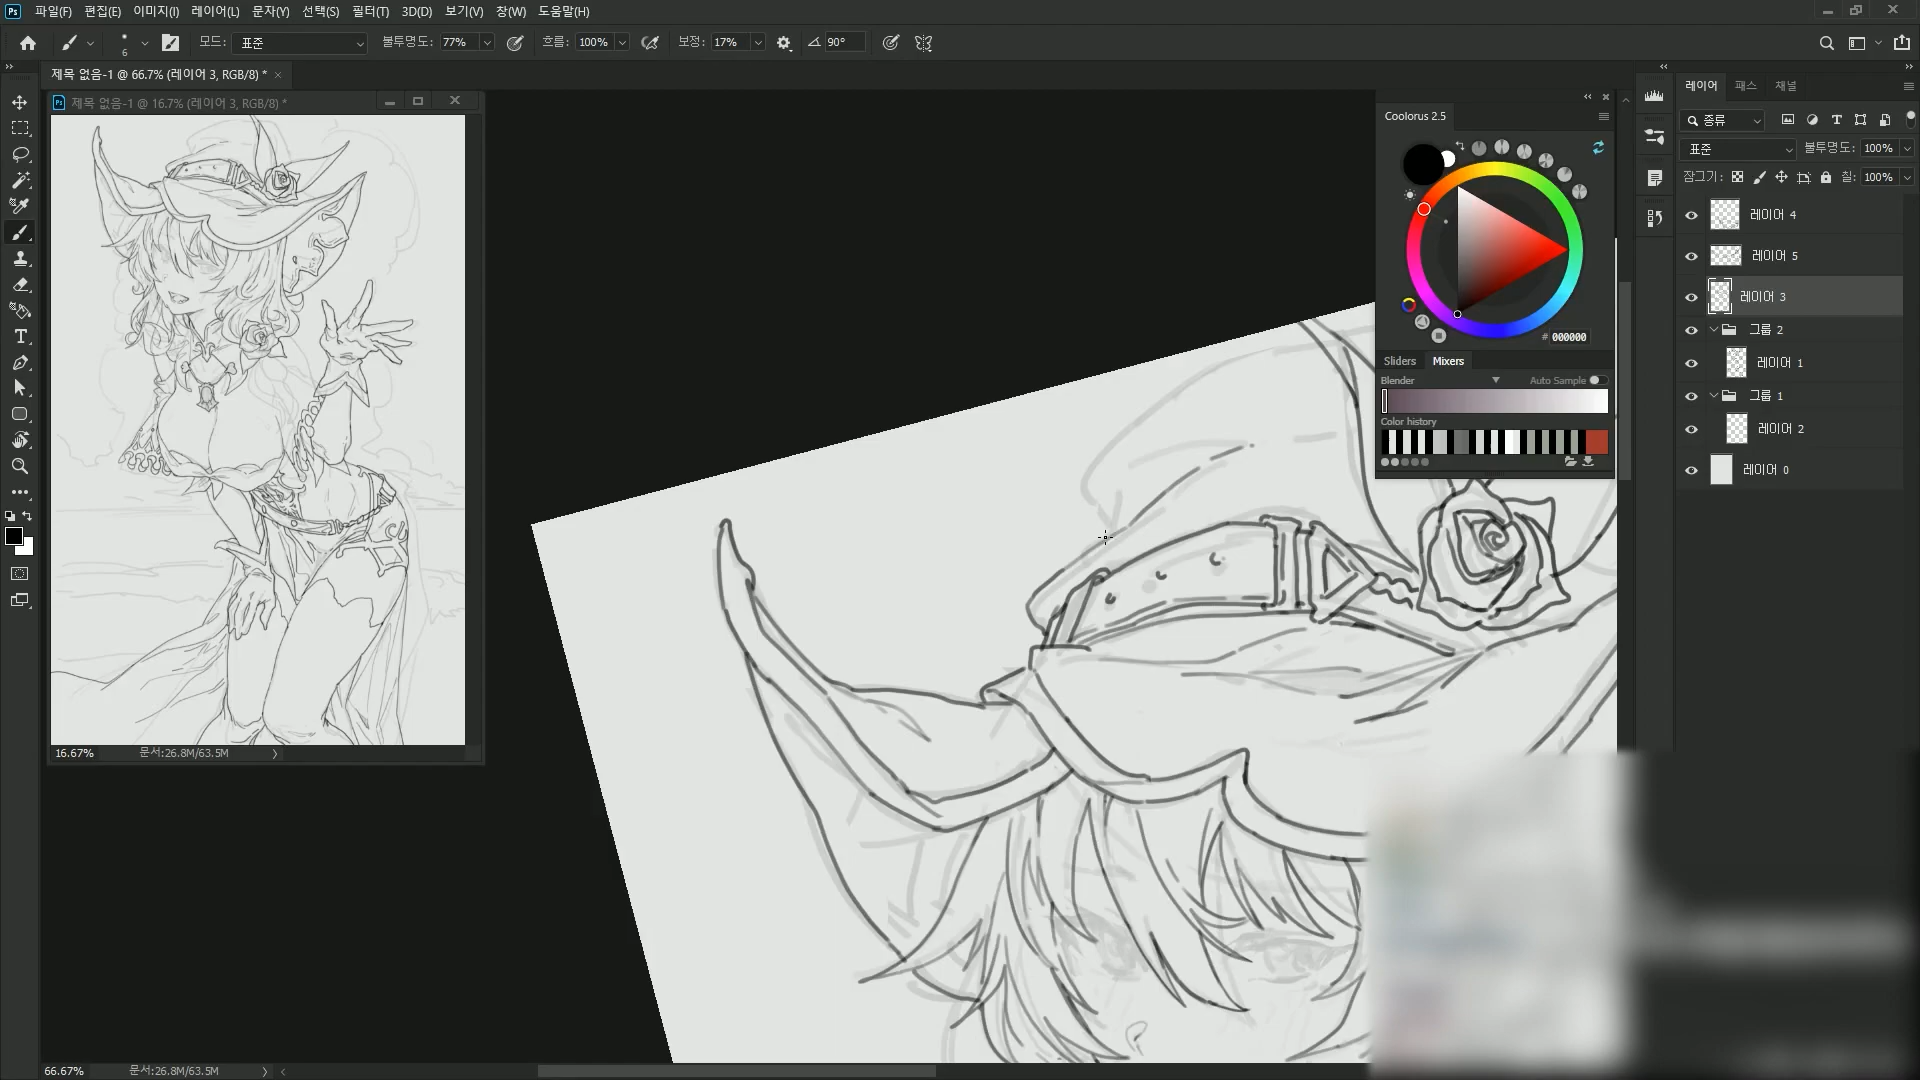 Ps 파일(F) 편집(E) 이미지(I) 레이어(L) 문자(Y) 선택(S) 필터(T) 3D(D) 보기(V) 창(W) 도움말(H)
6 모드: 표준 불투명도: 77% 흐름: 100% 보정: 17% 90°
제목 없음-1 @ 66.7% (레이어 3, RGB/8) *
Ps 제목 없음-1 @ 16.7% (레이어 3, RGB/8) *
16.67% 문서:26.8M/63.5M
66.67% 문서:26.8M/63.5M
Coolorus 2.5
# 000000
Sliders Mixers
Blender Auto Sample
Color history
레이어 패스 채널
종류
표준 불투명도: 100%
잠그기: 칠: 100%
레이어 4
레이어 5
레이어 3
그룹 2
레이어 1
그룹 1
레이어 2
레이어 0